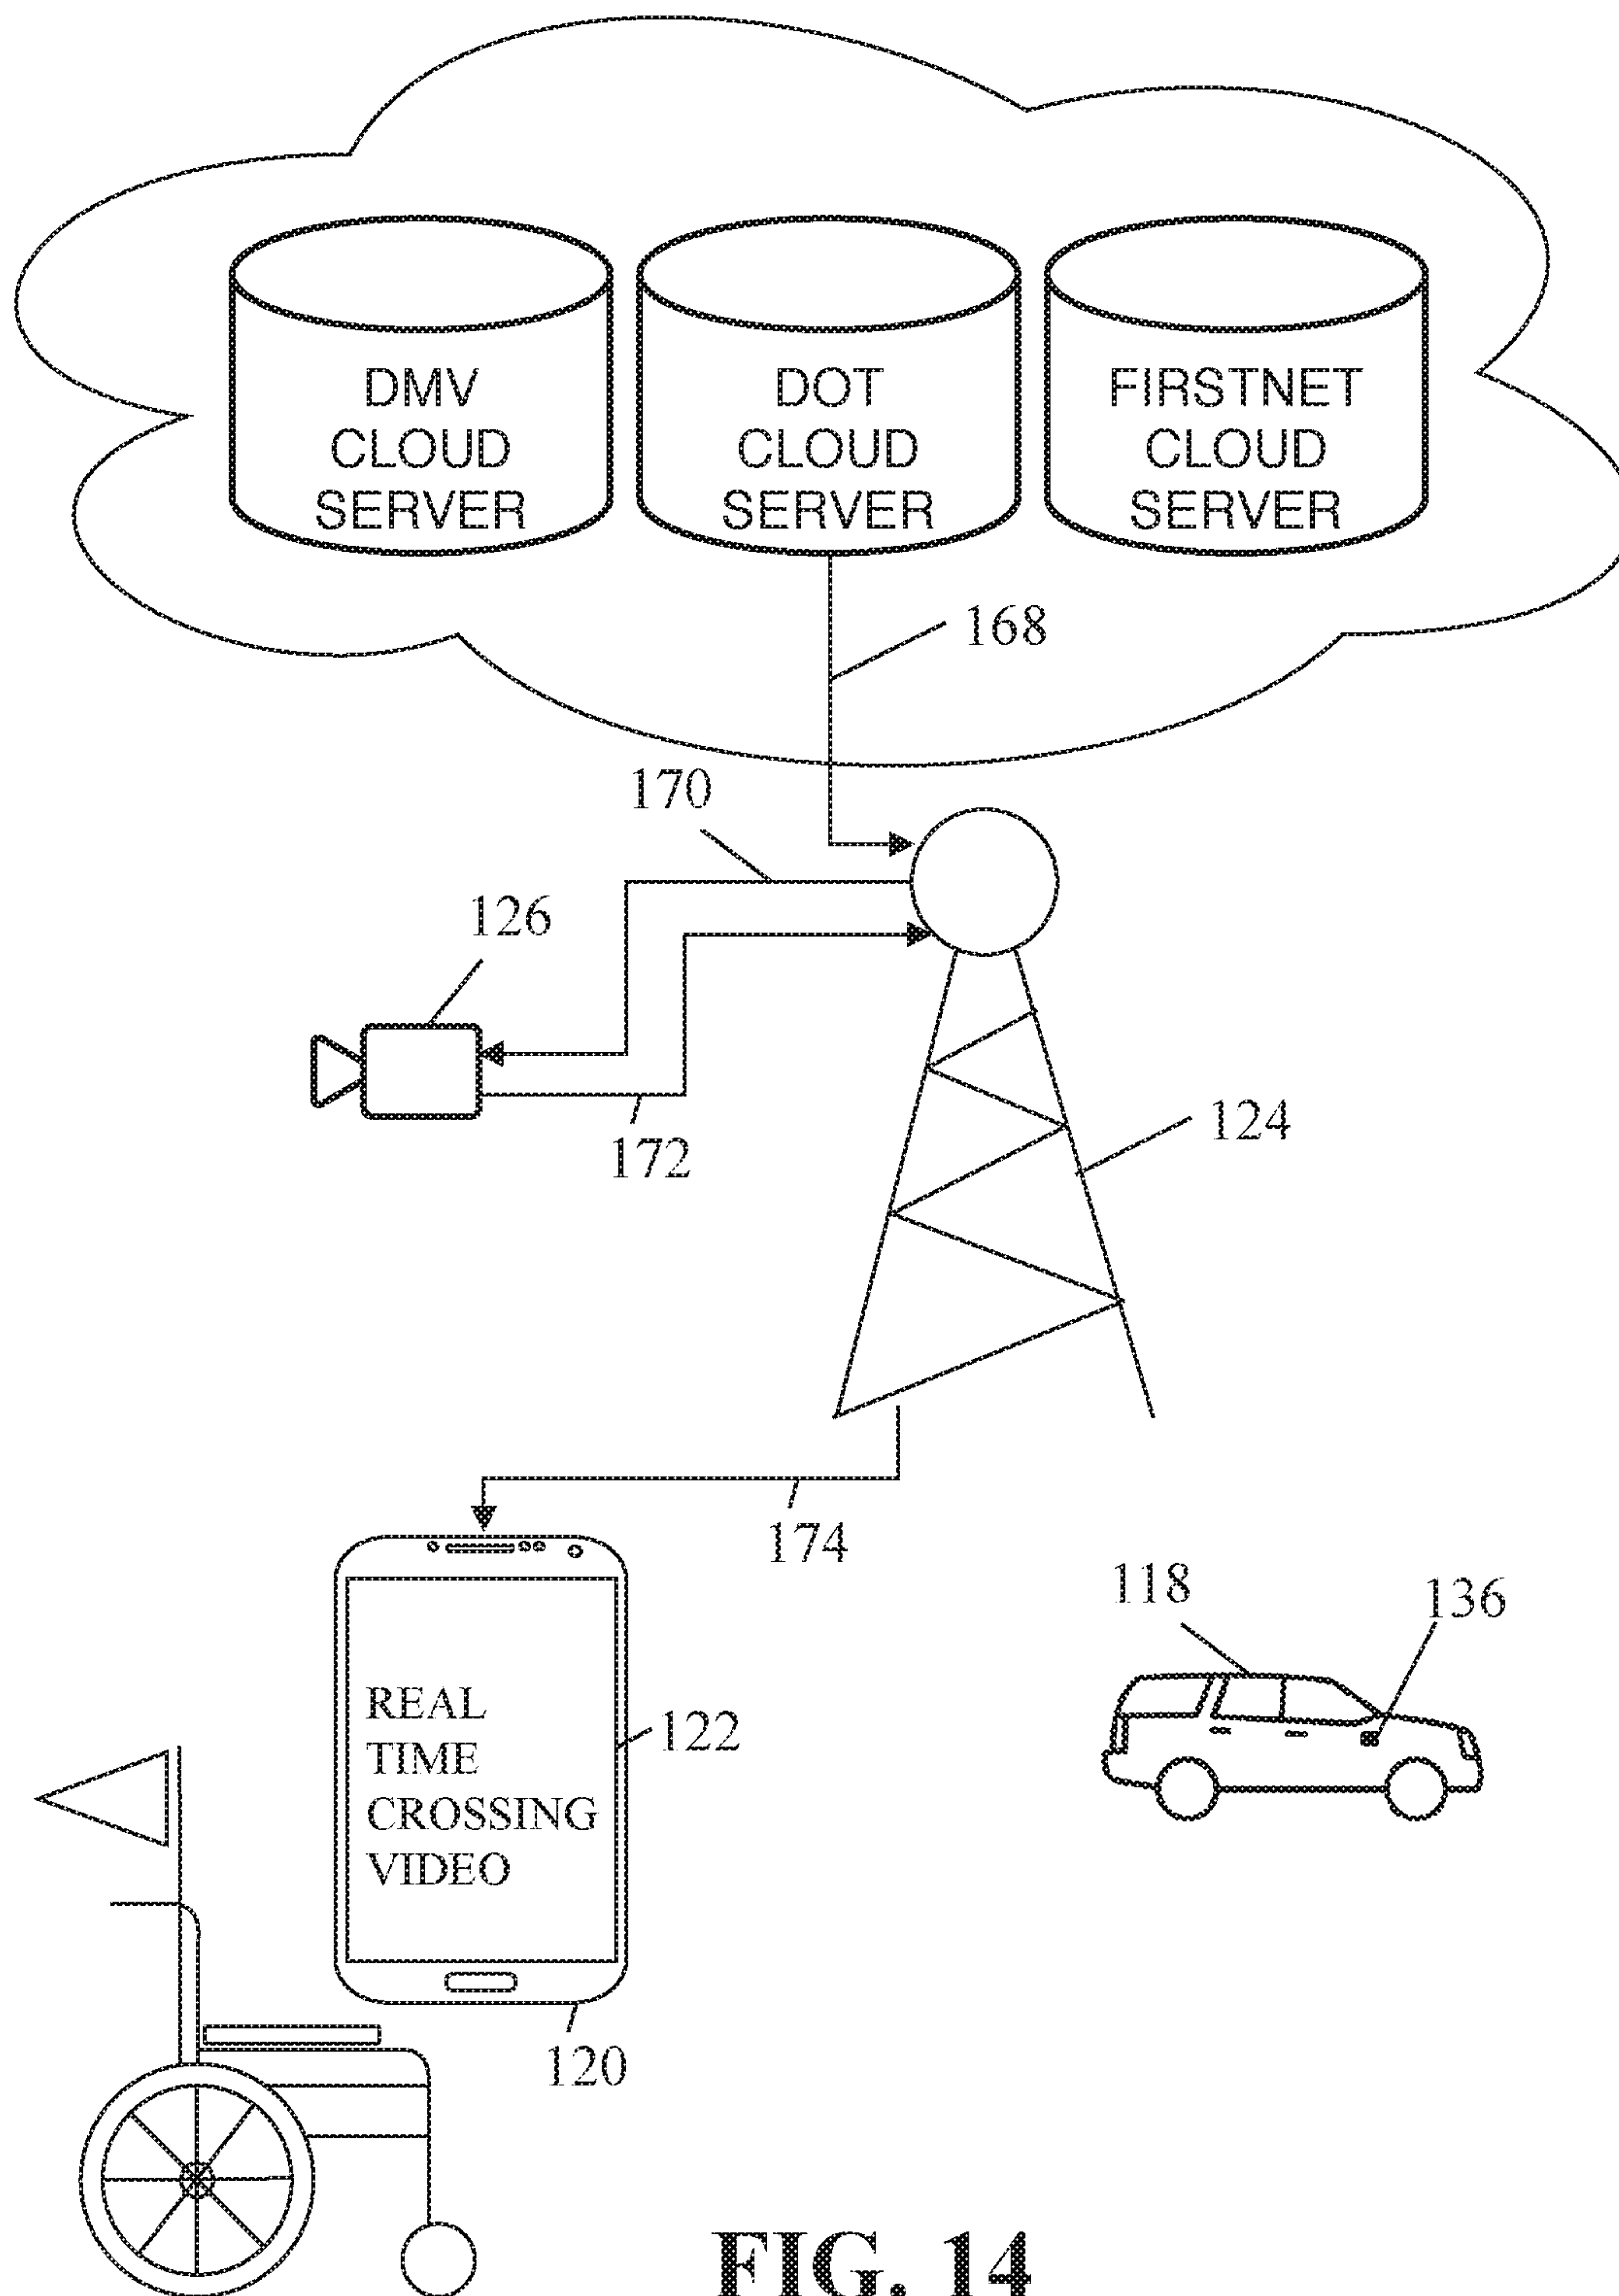 DMV
CLOUD
SERVER
DOT
CLOUD
SERVER
FIRSTNET
CLOUD
SERVER
168
170
126
172
124
174
118
136
REAL
TIME
CROSSING
VIDEO
122
120
FIG. 14